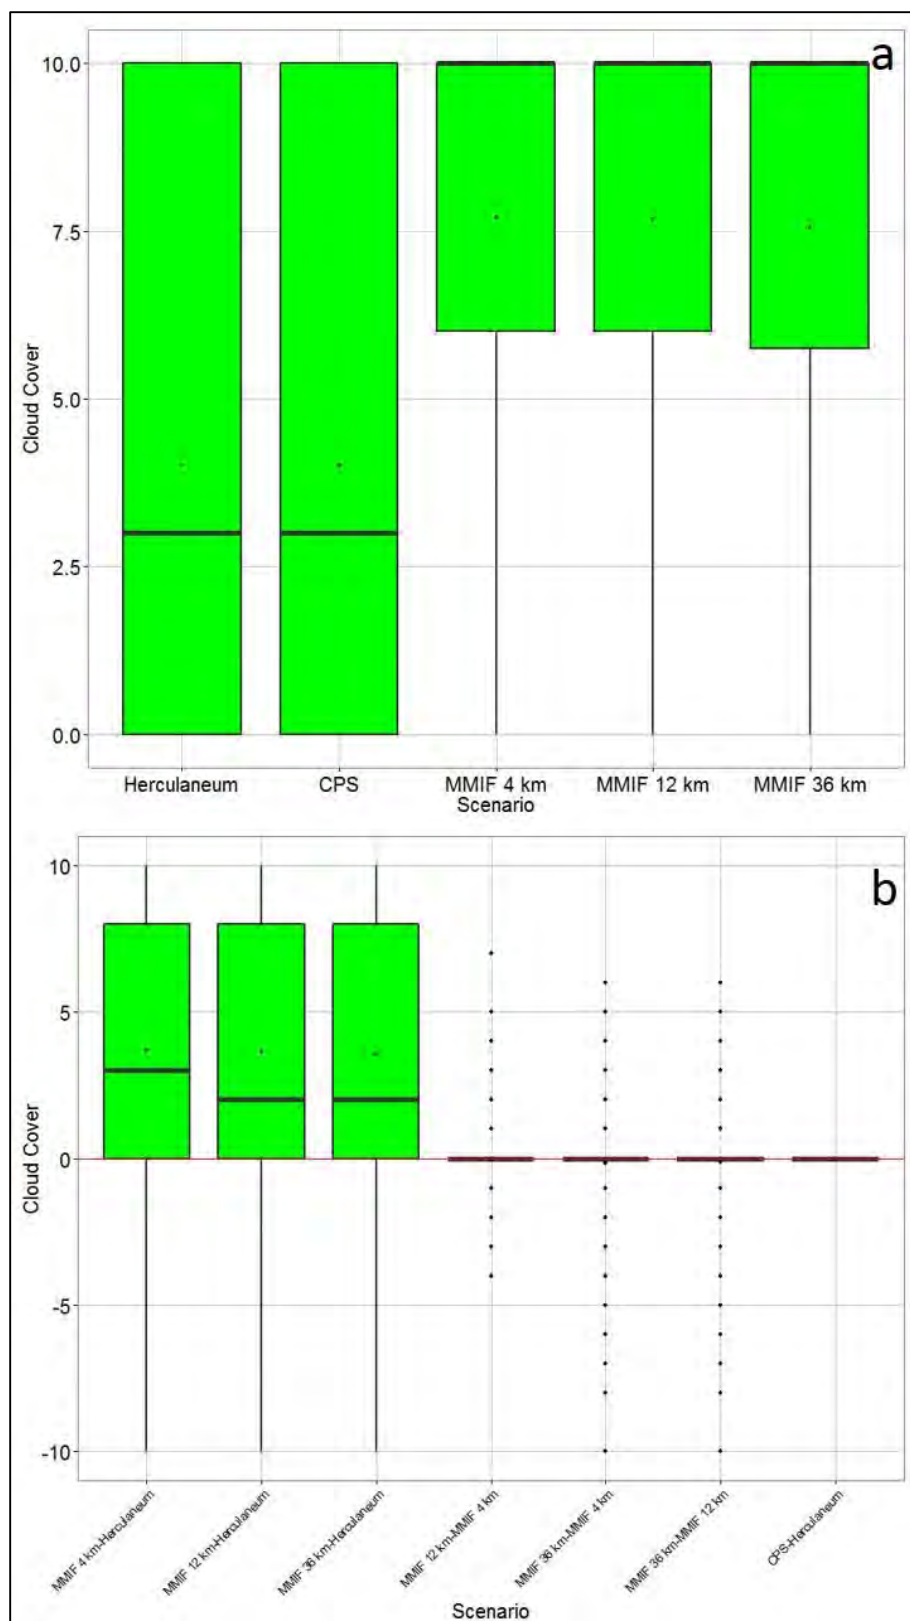 a
10.0
7.5
5.0
2.5
0.0
Cloud Cover
Herculaneum CPS MMIF 4 km MMIF 12 km MMIF 36 km
Scenario
b
10
5
0
-5
-10
Cloud Cover
MMIF 4 km-Herculaneum
MMIF 12 km-Herculaneum
MMIF 36 km-Herculaneum
MMIF 12 km-MMIF 4 km
MMIF 36 km-MMIF 4 km
MMIF 36 km-MMIF 12 km
CPS-Herculaneum
Scenario